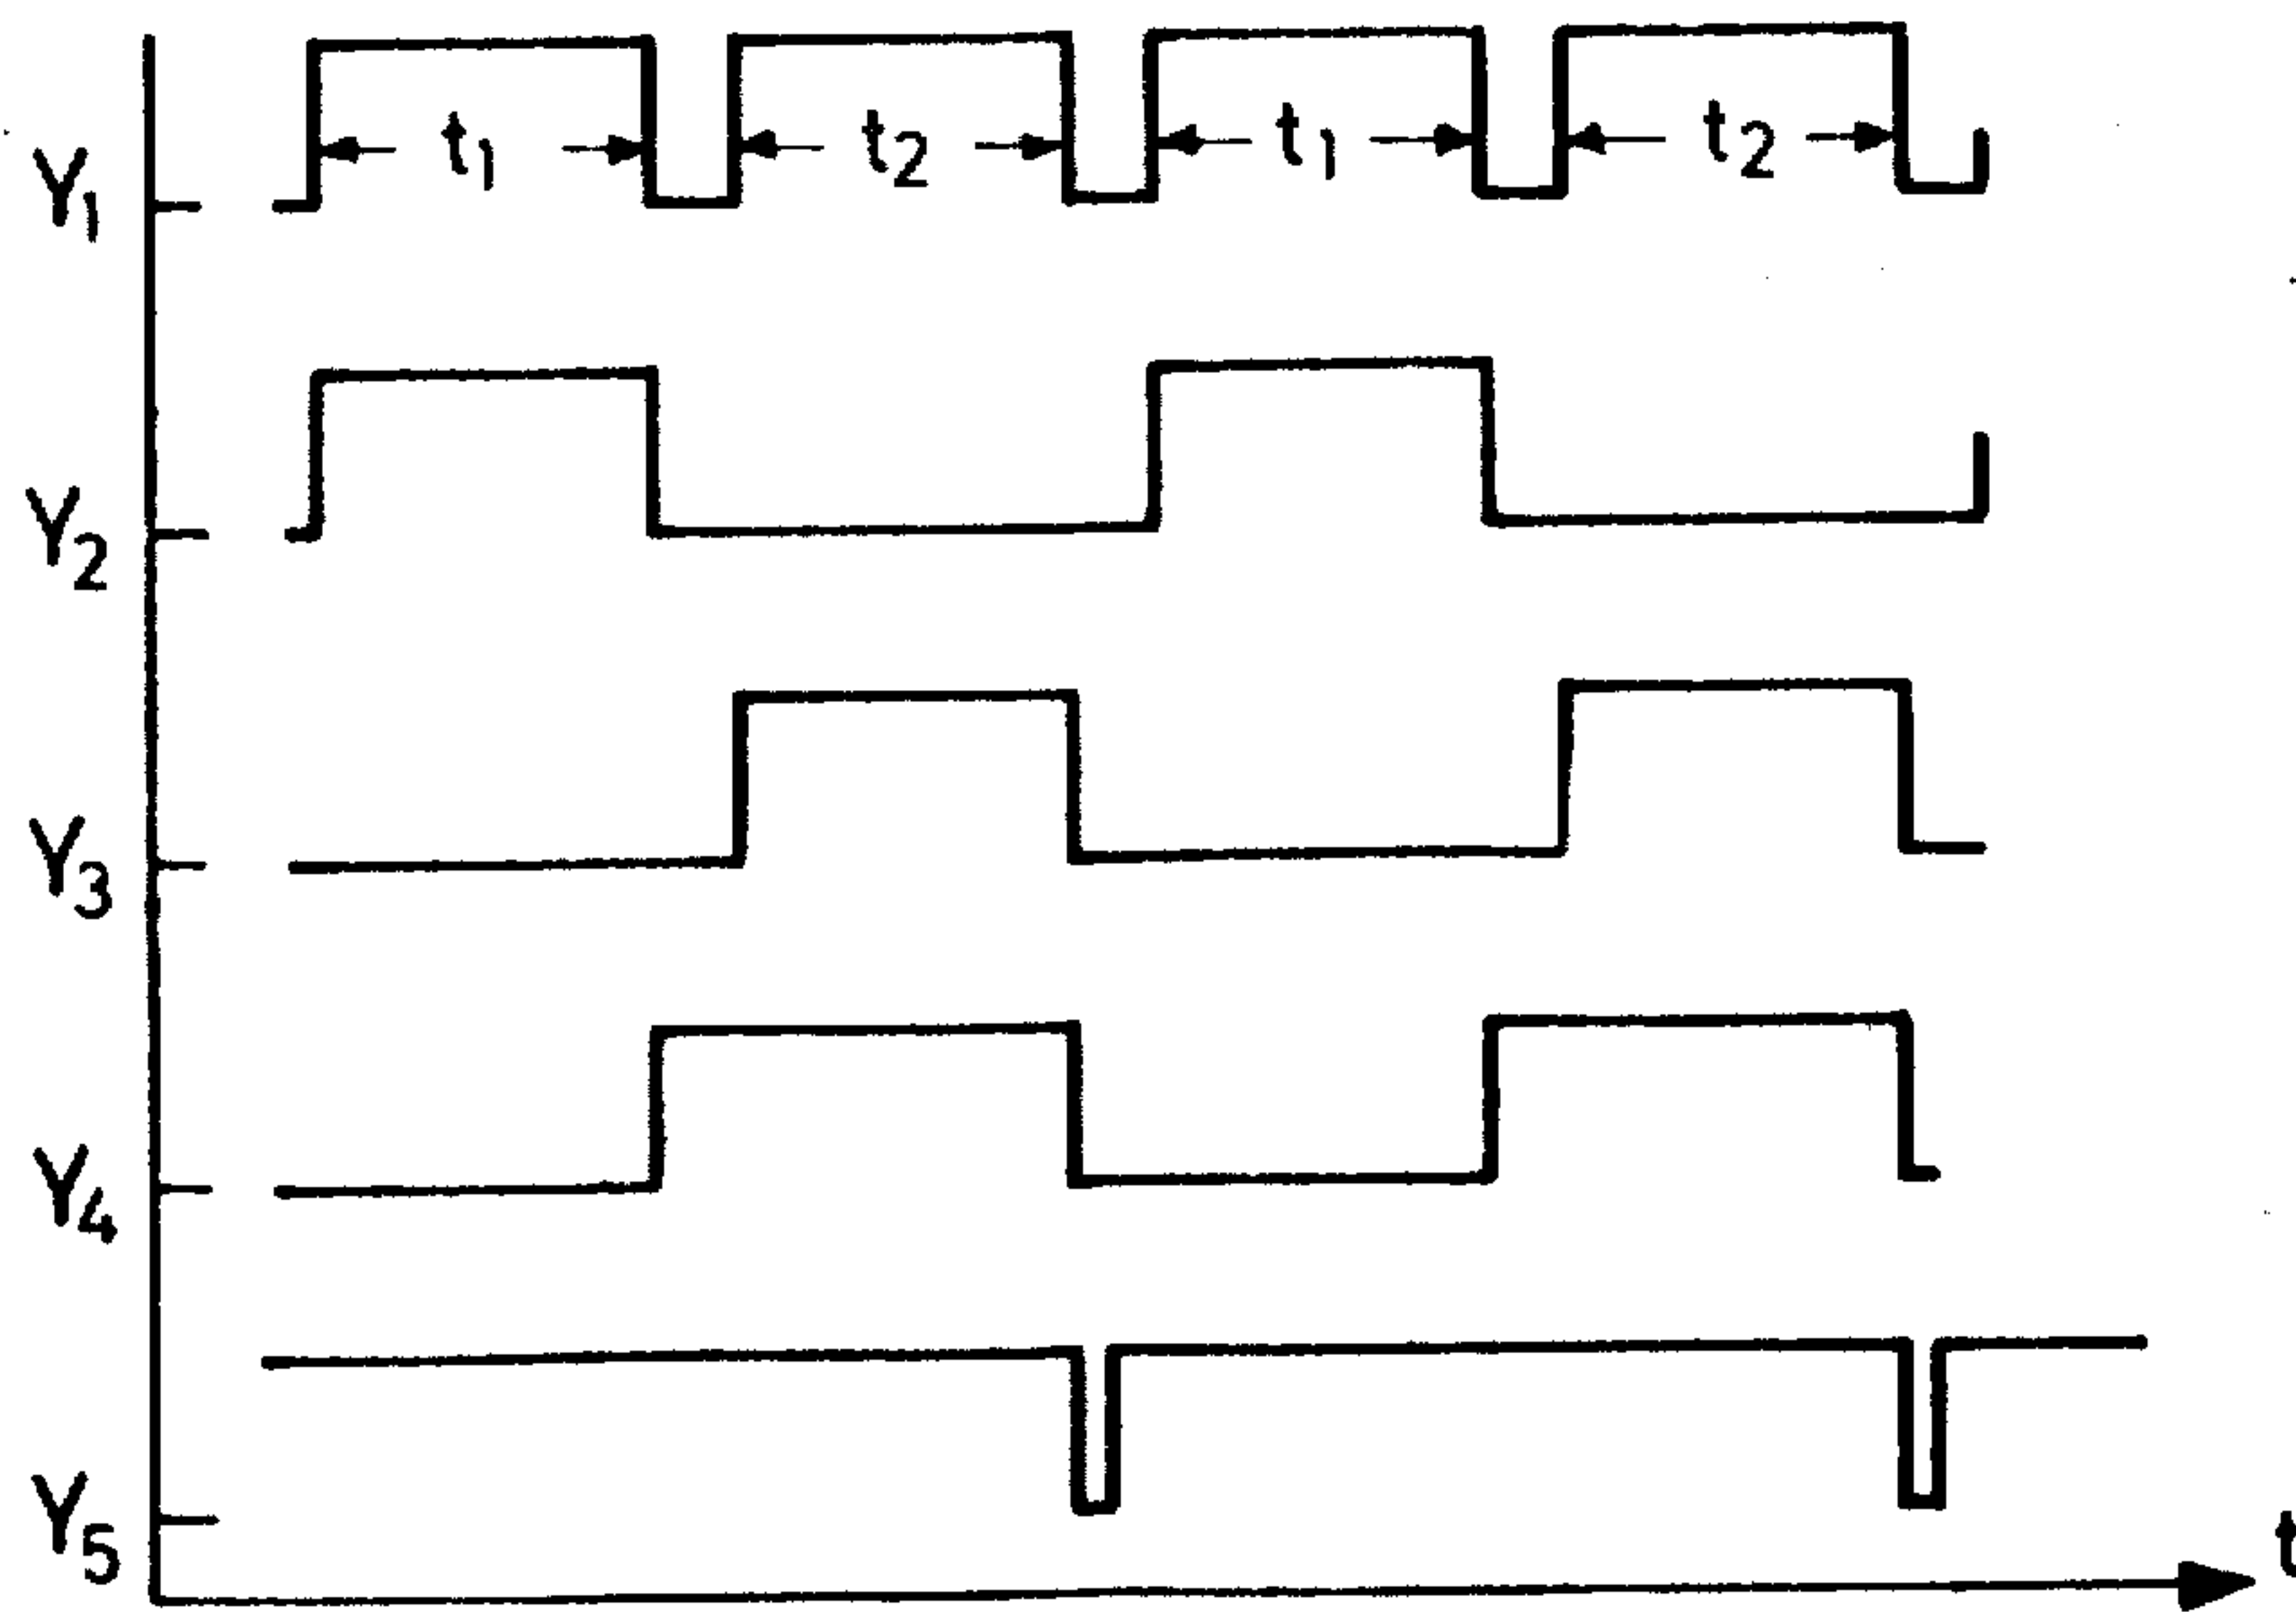 t₁ t₂ t₁ t₂
Y₁
Y₂
Y₃
Y₄
Y₅
t